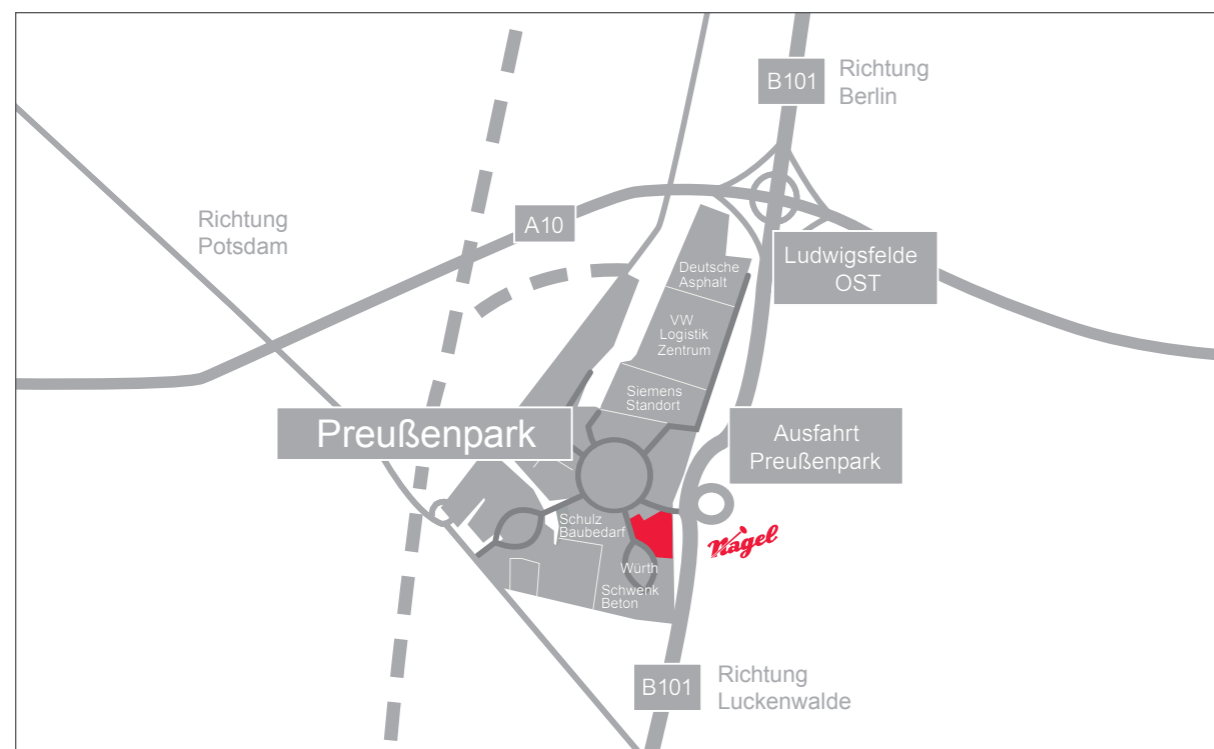 B101
Richtung
Berlin
Richtung
Potsdam
A10
Ludwigsfelde
OST
Deutsche
Asphalt
VW
Logistik
Zentrum
Siemens
Standort
Preußenpark
Ausfahrt
Preußenpark
Schulz
Baubedarf
Nagel
Würth
Schwenk
Beton
B101
Richtung
Luckenwalde